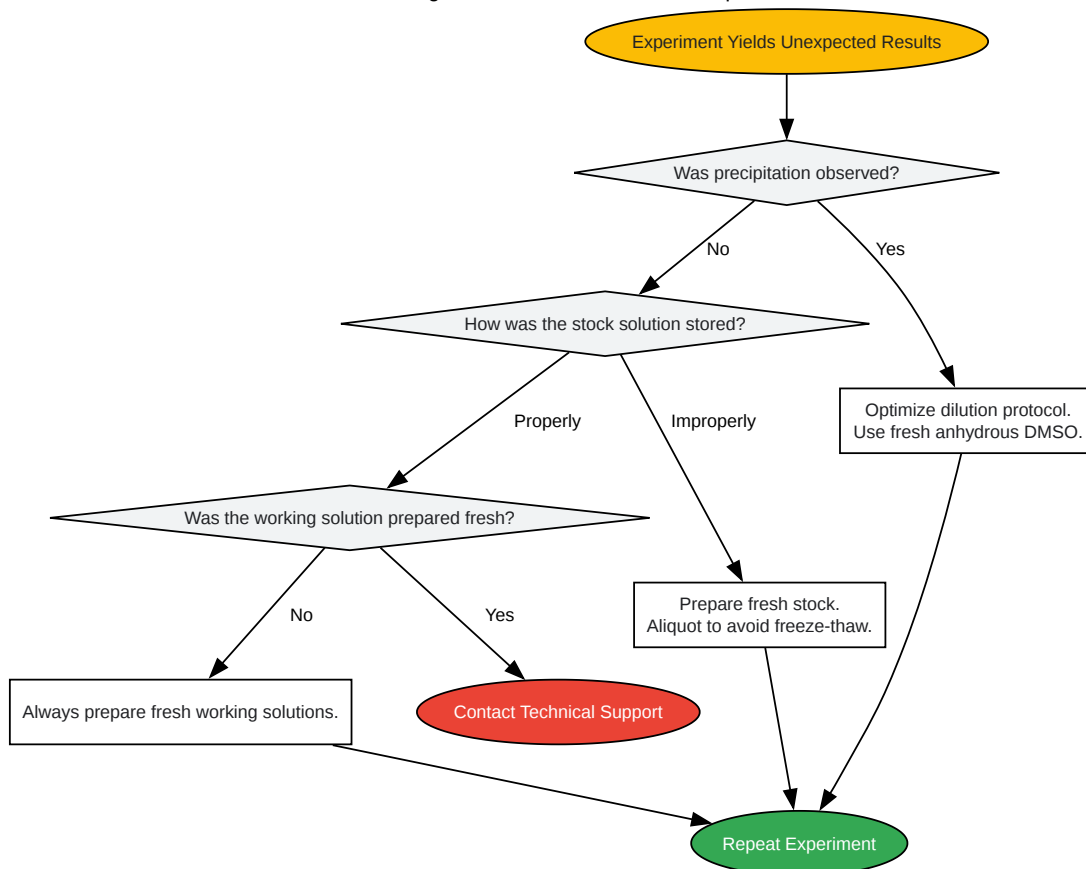 Experiment Yields Unexpected Results
Was precipitation observed?
No
Yes
How was the stock solution stored?
Properly
Improperly
Optimize dilution protocol.
Use fresh anhydrous DMSO.
Was the working solution prepared fresh?
No
Yes
Prepare fresh stock.
Aliquot to avoid freeze-thaw.
Always prepare fresh working solutions.
Contact Technical Support
Repeat Experiment